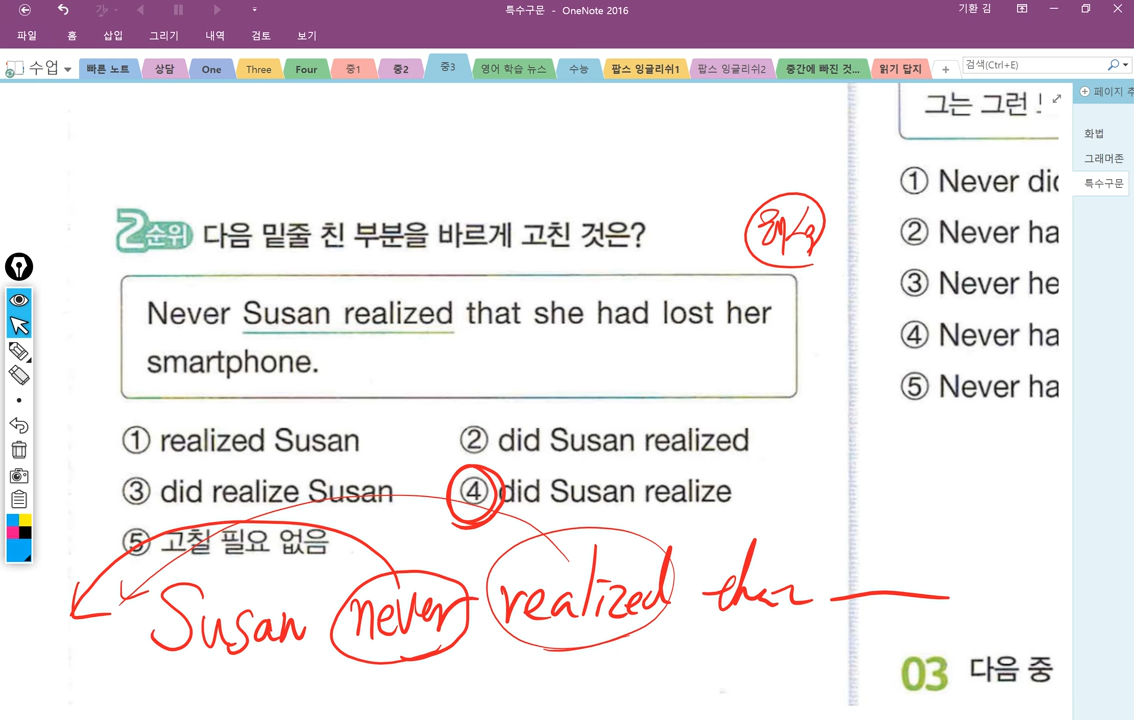 특수구문 - OneNote 2016
기환 김
파일 홈 삽입 그리기 내역 검토 보기
수업 빠른 노트 상담 One Three Four 중1 중2 중3 영어 학습 뉴스 수능 팝스 잉글리쉬1 팝스 잉글리쉬2 중간에 빠진 것... 읽기 답지 + 검색(Ctrl+E)
페이지 추
화법
그래머존
특수구문
2순위 다음 밑줄 친 부분을 바르게 고친 것은?
Never Susan realized that she had lost her
smartphone.
① realized Susan ② did Susan realized
③ did realize Susan ④ did Susan realize
⑤ 고칠 필요 없음
Susan never realized that
그는 그런
① Never did
② Never ha
③ Never he
④ Never ha
⑤ Never ha
03 다음 중